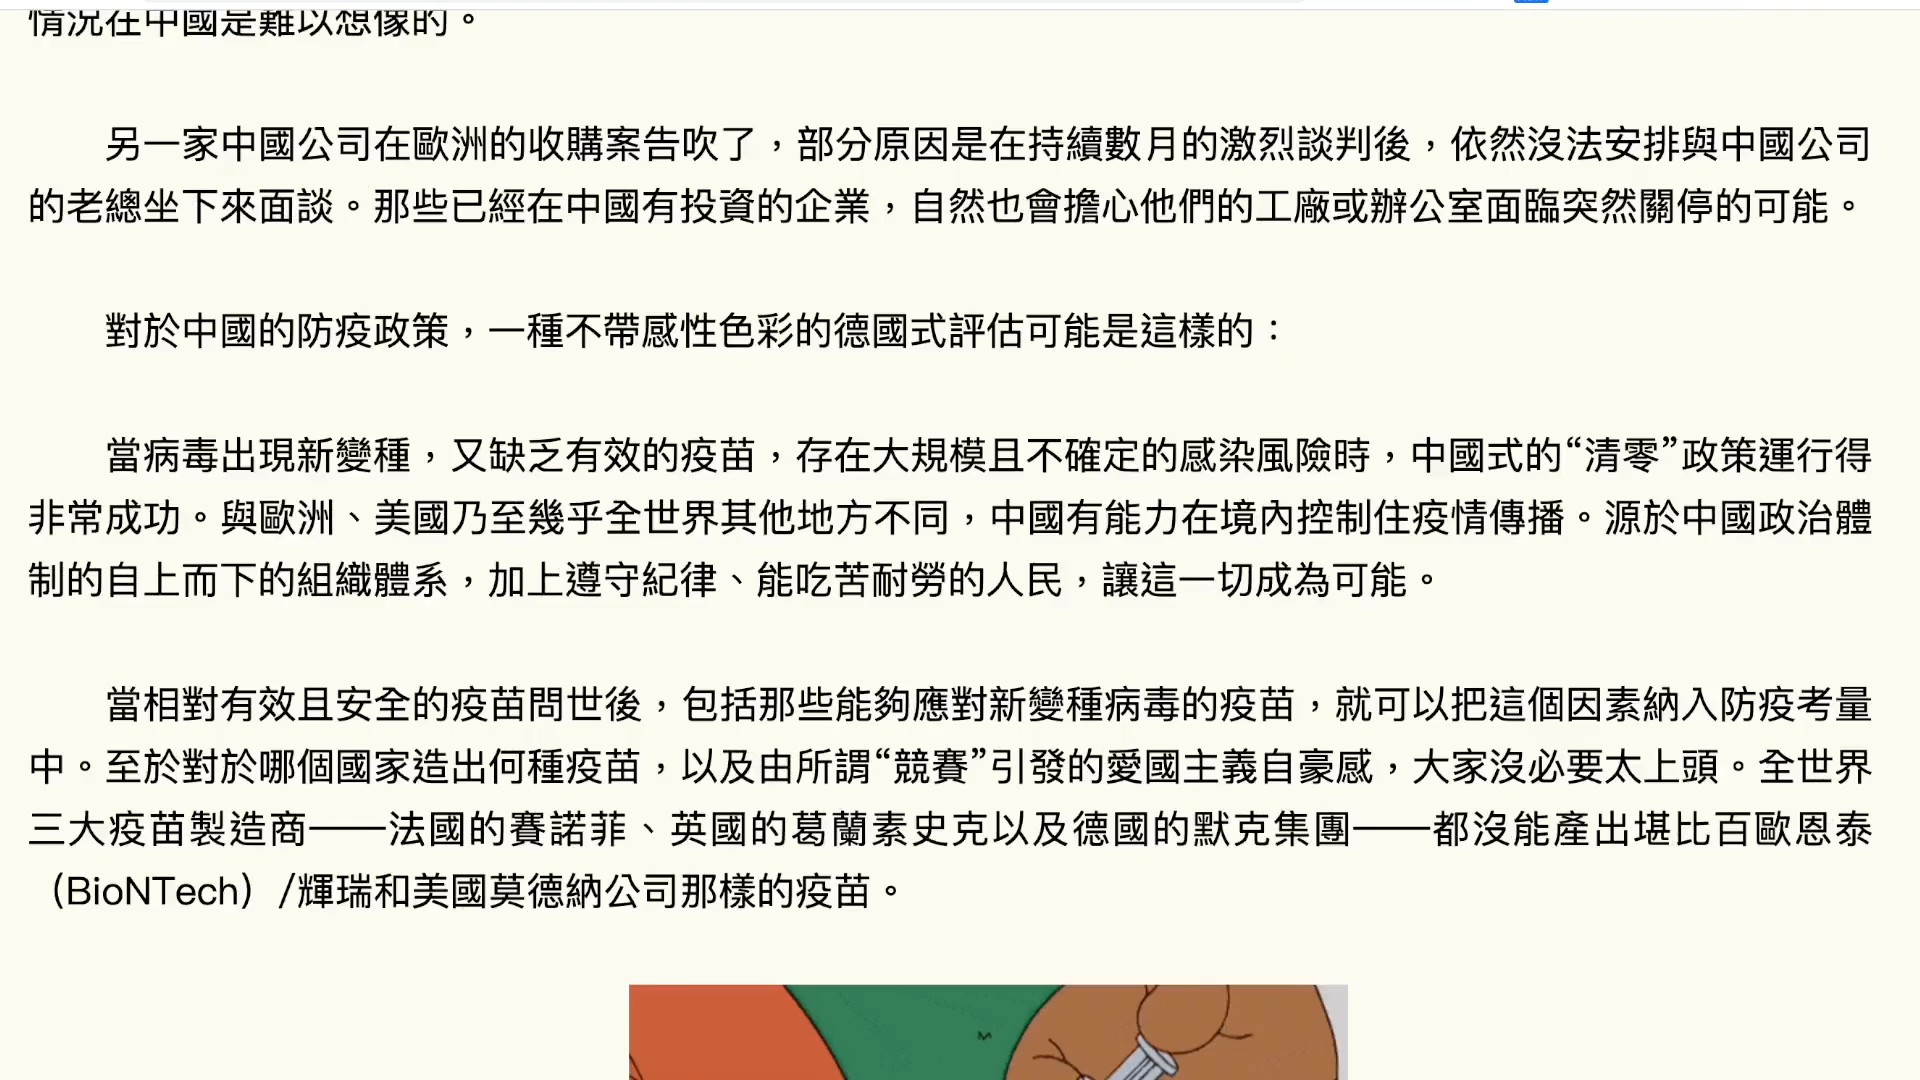 情況在中國是難以想像的。
另一家中國公司在歐洲的收購案告吹了，部分原因是在持續數月的激烈談判後，依然沒法安排與中國公司
的老總坐下來面談。那些已經在中國有投資的企業，自然也會擔心他們的工廠或辦公室面臨突然關停的可能。
對於中國的防疫政策，一種不帶感性色彩的德國式評估可能是這樣的：
當病毒出現新變種，又缺乏有效的疫苗，存在大規模且不確定的感染風險時，中國式的“清零”政策運行得
非常成功。與歐洲、美國乃至幾乎全世界其他地方不同，中國有能力在境內控制住疫情傳播。源於中國政治體
制的自上而下的組織體系，加上遵守紀律、能吃苦耐勞的人民，讓這一切成為可能。
當相對有效且安全的疫苗問世後，包括那些能夠應對新變種病毒的疫苗，就可以把這個因素納入防疫考量
中。至於對於哪個國家造出何種疫苗，以及由所謂“競賽”引發的愛國主義自豪感，大家沒必要太上頭。全世界
三大疫苗製造商——法國的賽諾菲、英國的葛蘭素史克以及德國的默克集團——都沒能產出堪比百歐恩泰
（BioNTech）/輝瑞和美國莫德納公司那樣的疫苗。